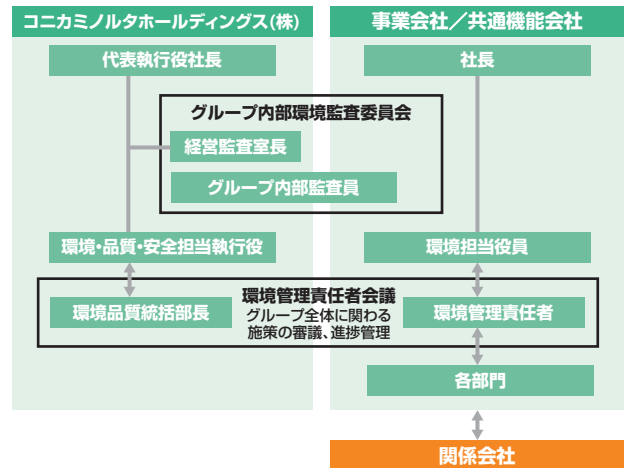 コニカミノルタホールディングス(株)
事業会社／共通機能会社
代表執行役社長
社長
グループ内部環境監査委員会
経営監査室長
グループ内部監査員
環境・品質・安全担当執行役
環境担当役員
環境管理責任者会議
環境品質統括部長
グループ全体に関わる
施策の審議、進捗管理
環境管理責任者
各部門
関係会社